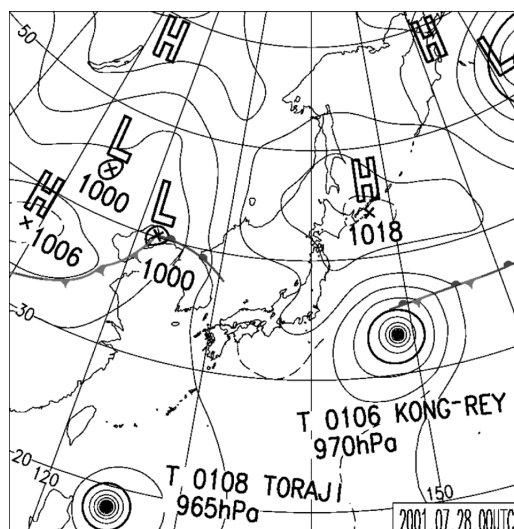 50
H
H
L
L
1000
H
1006
L
1000
H
1018
30
T 0106 KONG-REY
970hPa
T 0108 TORAJI
965hPa
20
120
150
2001.07.28 00UTC